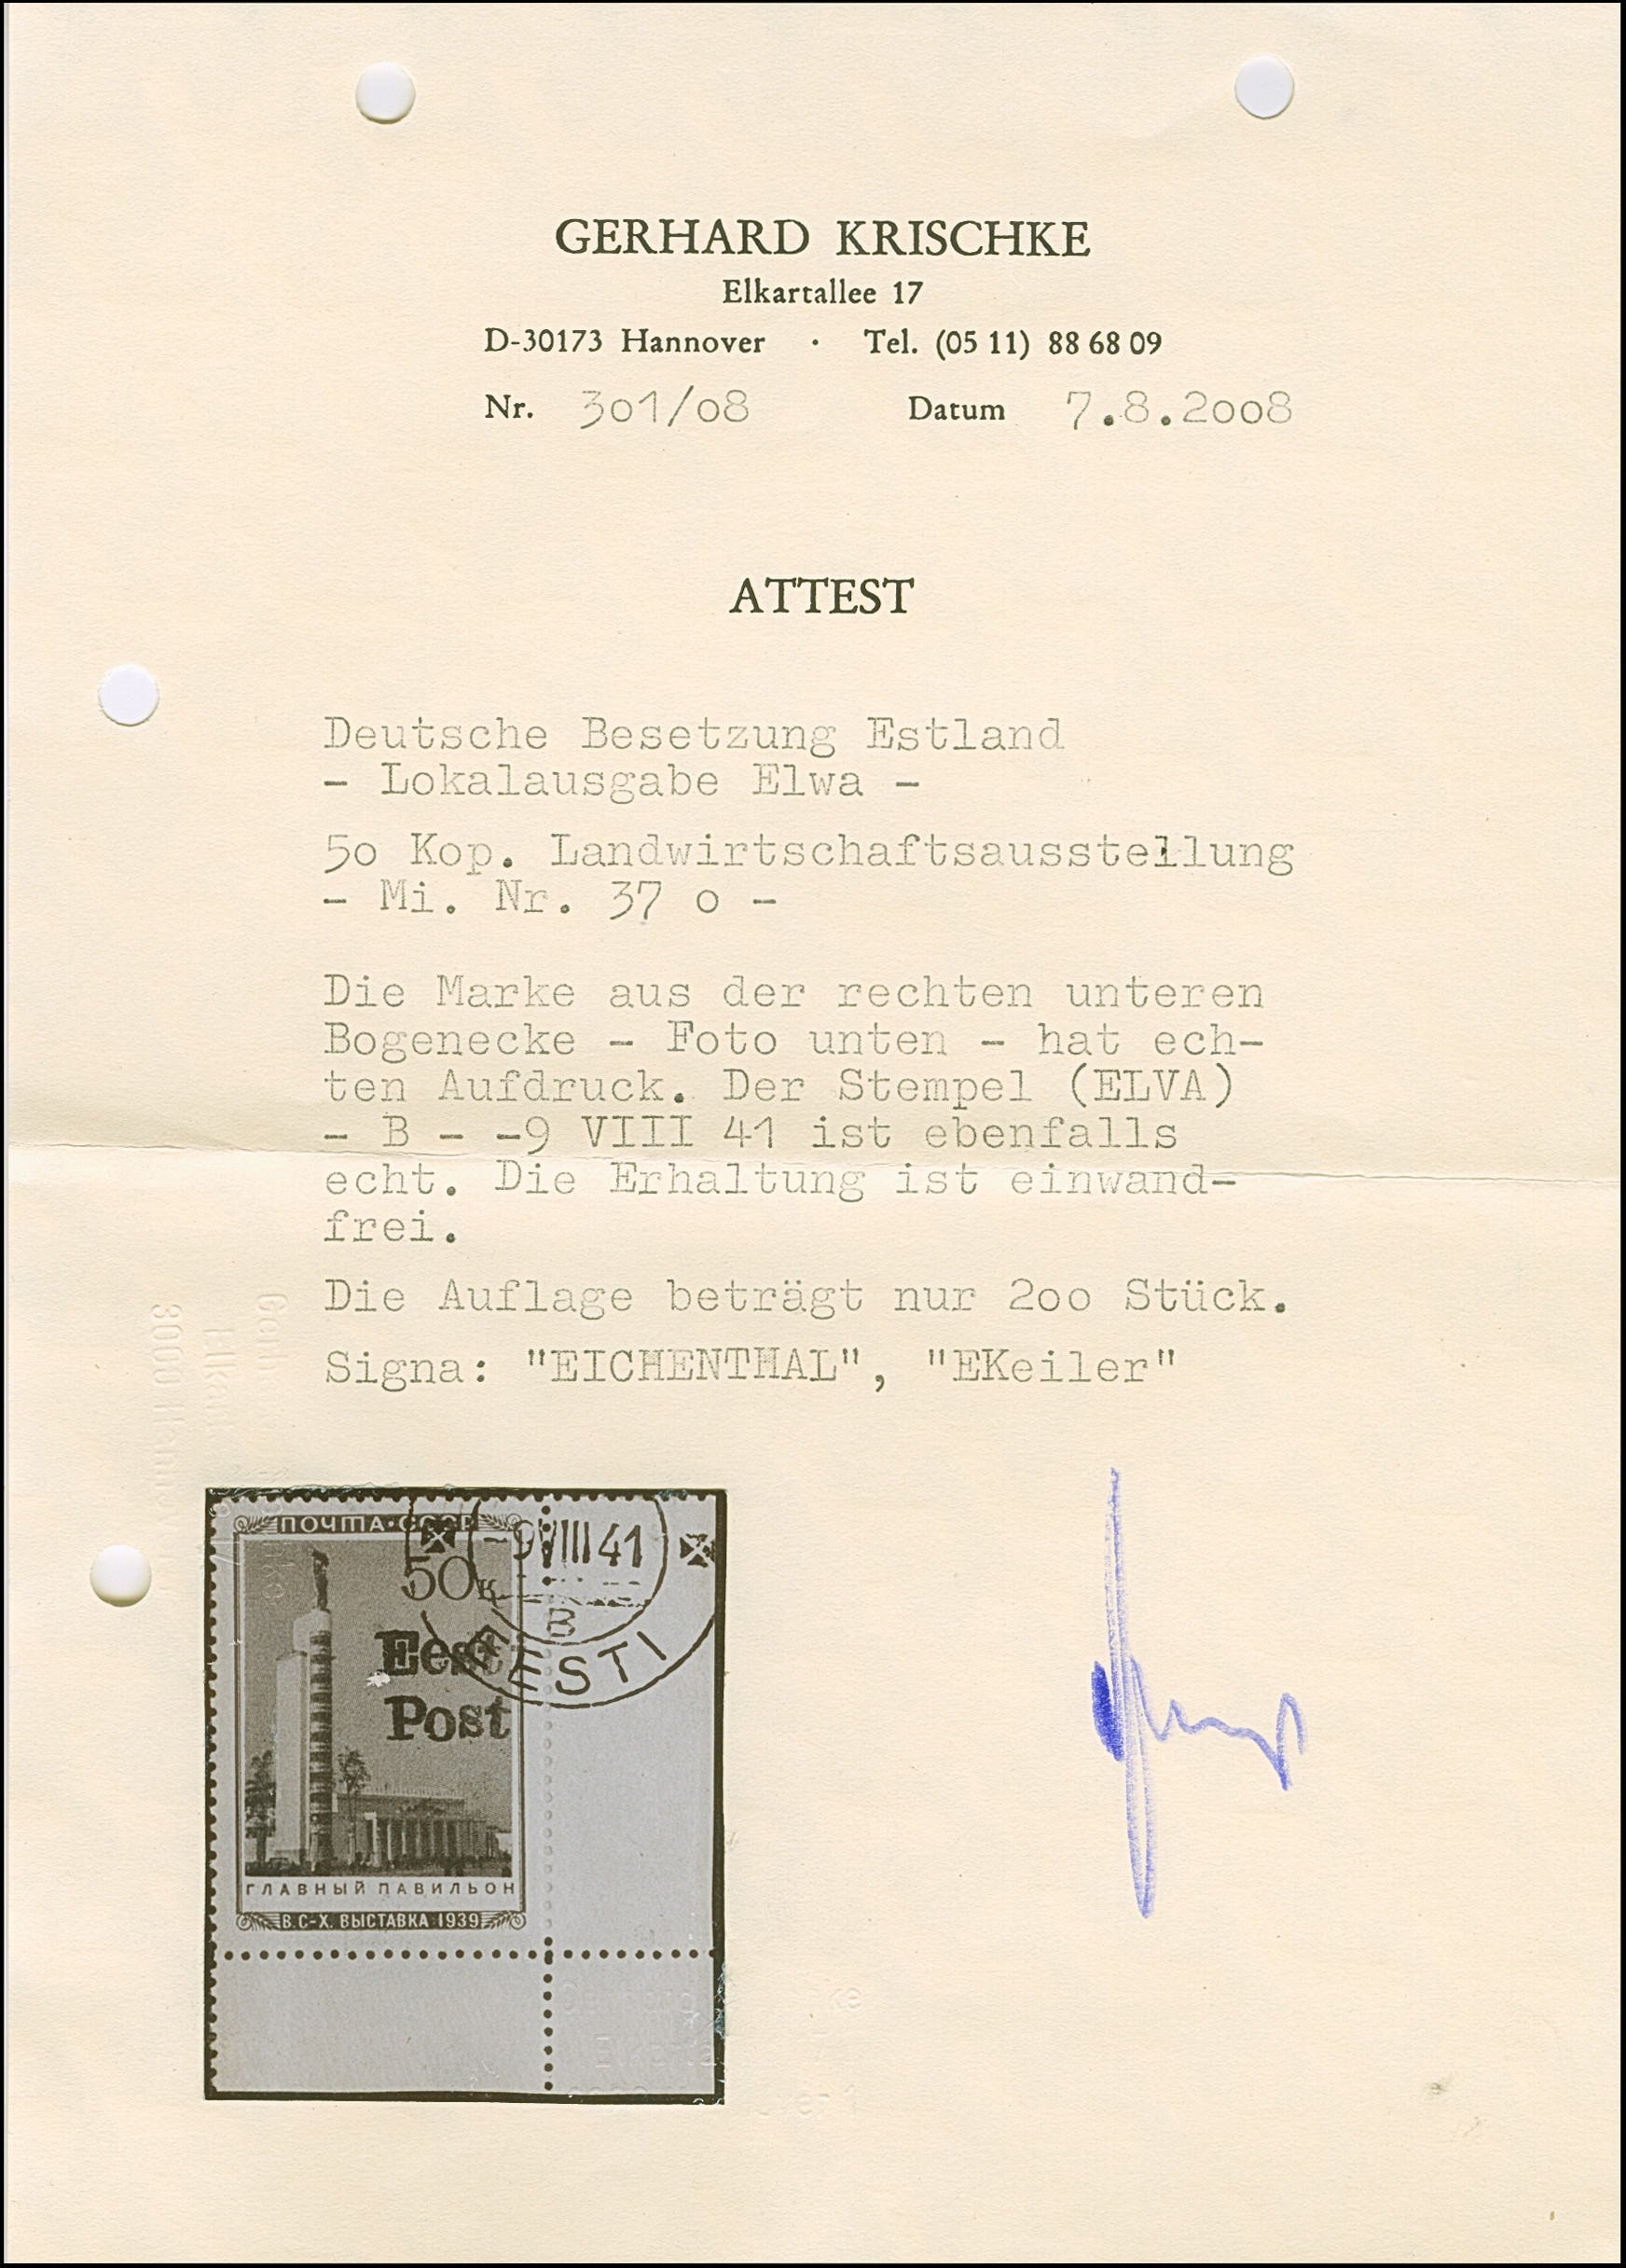 GERHARD KRISCHKE
Elkartallee 17
D-30173 Hannover · Tel. (05 11) 88 68 09
Nr. 301/08 Datum 7.8.2008
ATTEST
Deutsche Besetzung Estland
- Lokalausgabe Elwa -
50 Kop. Landwirtschaftsausstellung
- Mi. Nr. 37 o -
Die Marke aus der rechten unteren
Bogenecke - Foto unten - hat ech-
ten Aufdruck. Der Stempel (ELVA)
- B - -9 VIII 41 ist ebenfalls
echt. Die Erhaltung ist einwand-
frei.
Die Auflage beträgt nur 200 Stück.
Signa: "EICHENTHAL", "EKeiler"
ПОЧТА·СССР
-9 VIII 41
50К
B
EESTI
Eesti
Post
ГЛАВНЫЙ ПАВИЛЬОН
В.С-Х. ВЫСТАВКА 1939